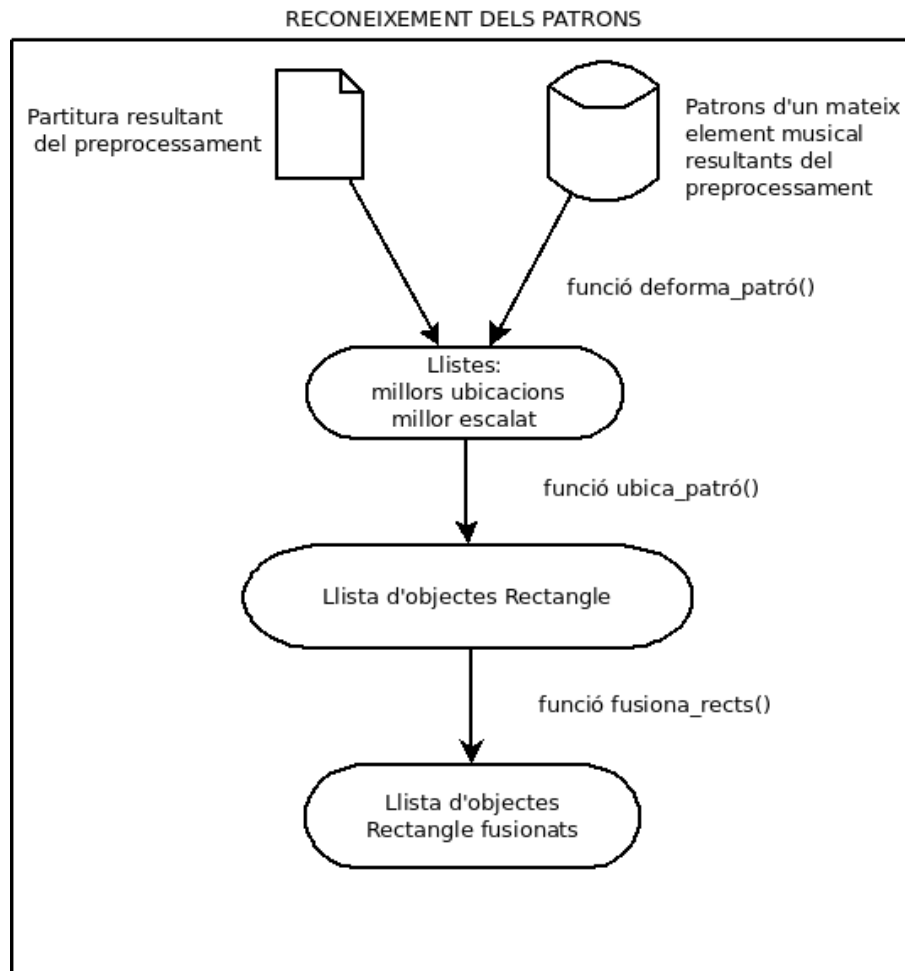 RECONEIXEMENT DELS PATRONS
Partitura resultant
del preprocessament
Patrons d'un mateix
element musical
resultants del
preprocessament
funció deforma_patró()
Llistes:
millors ubicacions
millor escalat
funció ubica_patró()
Llista d'objectes Rectangle
funció fusiona_rects()
Llista d'objectes
Rectangle fusionats